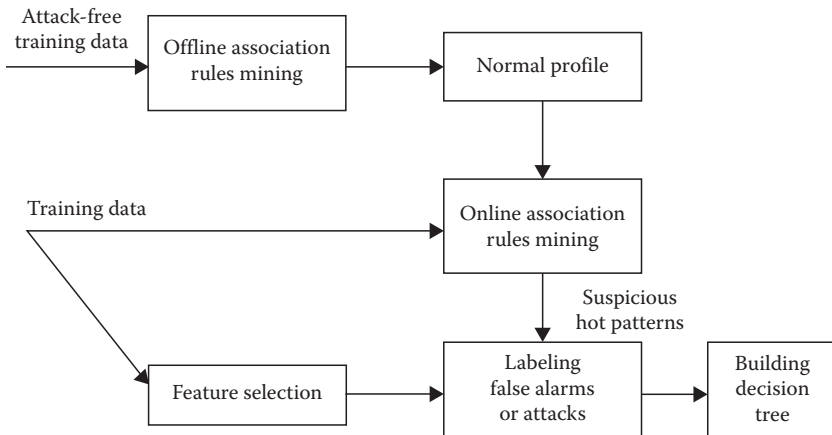 Attack-free
training data
Offline association
rules mining
Normal profile
Training data
Online association
rules mining
Suspicious
hot patterns
Feature selection
Labeling
false alarms
or attacks
Building
decision
tree